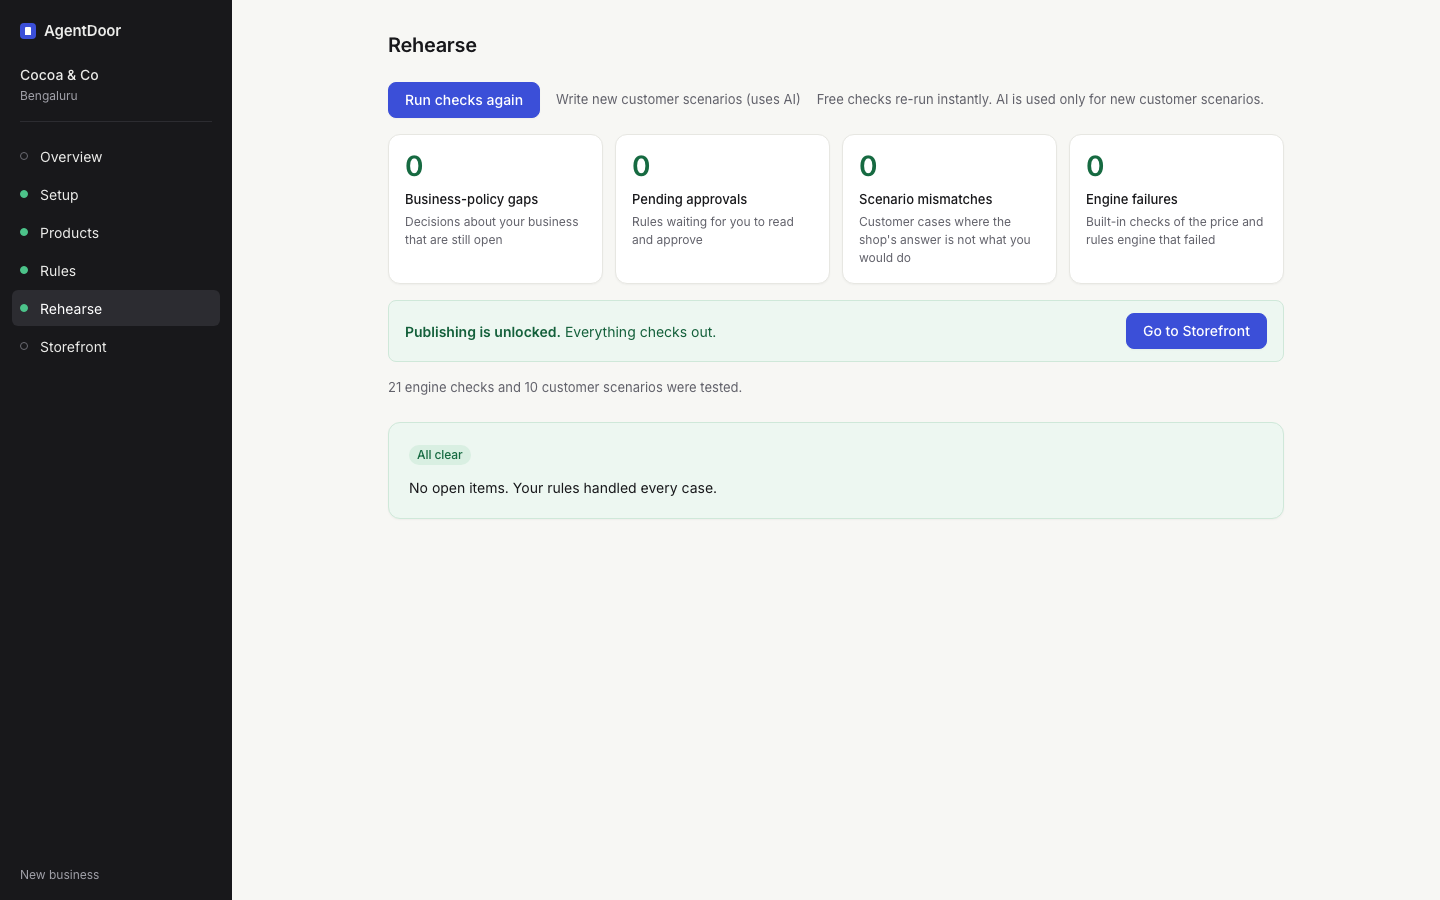 AgentDoor
Cocoa & Co
Bengaluru
Overview
Setup
Products
Rules
Rehearse
Storefront
New business
Rehearse
Run checks again
Write new customer scenarios (uses AI)
Free checks re-run instantly. AI is used only for new customer scenarios.
0
Business-policy gaps
Decisions about your business
that are still open
0
Pending approvals
Rules waiting for you to read
and approve
0
Scenario mismatches
Customer cases where the
shop's answer is not what you
would do
0
Engine failures
Built-in checks of the price and
rules engine that failed
Publishing is unlocked. Everything checks out.
Go to Storefront
21 engine checks and 10 customer scenarios were tested.
All clear
No open items. Your rules handled every case.